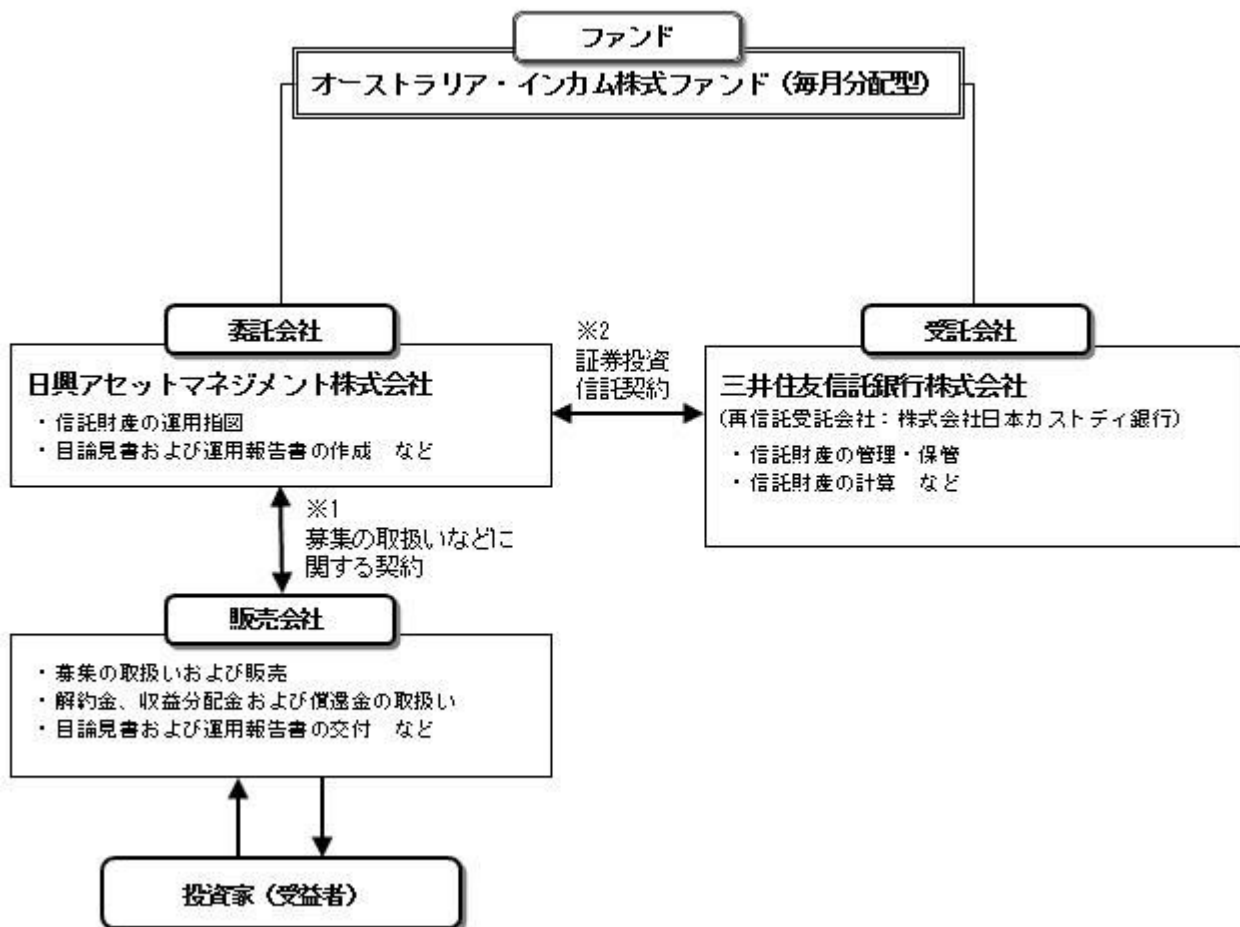 ファンド
オーストラリア・インカム株式ファンド（毎月分配型）
委託会社
日興アセットマネジメント株式会社
・信託財産の運用指図
・目論見書および運用報告書の作成　など
※2
証券投資
信託契約
受託会社
三井住友信託銀行株式会社
(再信託受託会社：株式会社日本カストディ銀行)
・信託財産の管理・保管
・信託財産の計算　など
※1
募集の取扱いなどに
関する契約
販売会社
・募集の取扱いおよび販売
・解約金、収益分配金および償還金の取扱い
・目論見書および運用報告書の交付　など
投資家（受益者）